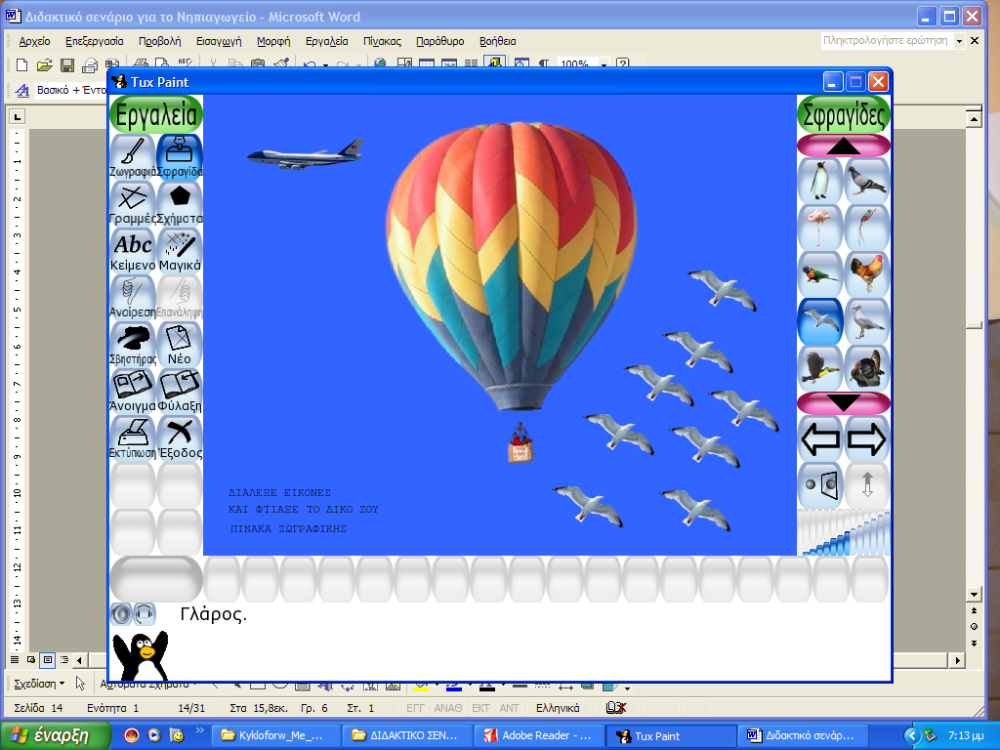 Διδακτικό σενάριο για το Νηπιαγωγείο - Microsoft Word
Αρχείο Επεξεργασία Προβολή Εισαγωγή Μορφή Εργαλεία Πίνακας Παράθυρο Βοήθεια Πληκτρολογήστε ερώτηση
100%
Βασικό + Έντο
Tux Paint
Εργαλεία Σφραγίδες
Ζωγραφιά Σφραγίδα
Γραμμές Σχήματα
Abc
Κείμενο Μαγικά
Αναίρεση Επανάληψη
Σβηστήρας Νέο
Άνοιγμα Φύλαξη
Εκτύπωση Έξοδος
ΔΙΑΛΕΞΕ ΕΙΚΟΝΕΣ
ΚΑΙ ΦΤΙΑΞΕ ΤΟ ΔΙΚΟ ΣΟΥ
ΠΙΝΑΚΑ ΖΩΓΡΑΦΙΚΗΣ
Γλάρος.
Σχεδίαση Αυτόματα Σχήματα
Σελίδα 14 Ενότητα 1 14/31 Στα 15,8εκ. Γρ. 6 Στ. 1 ΕΓΓ ΑΝΑΘ ΕΚΤ ΑΝΤ Ελληνικά
έναρξη Kykloforw_Me_... ΔΙΔΑΚΤΙΚΟ ΣΕΝ... Adobe Reader - ... Tux Paint Διδακτικό σενάρ... 7:13 μμ